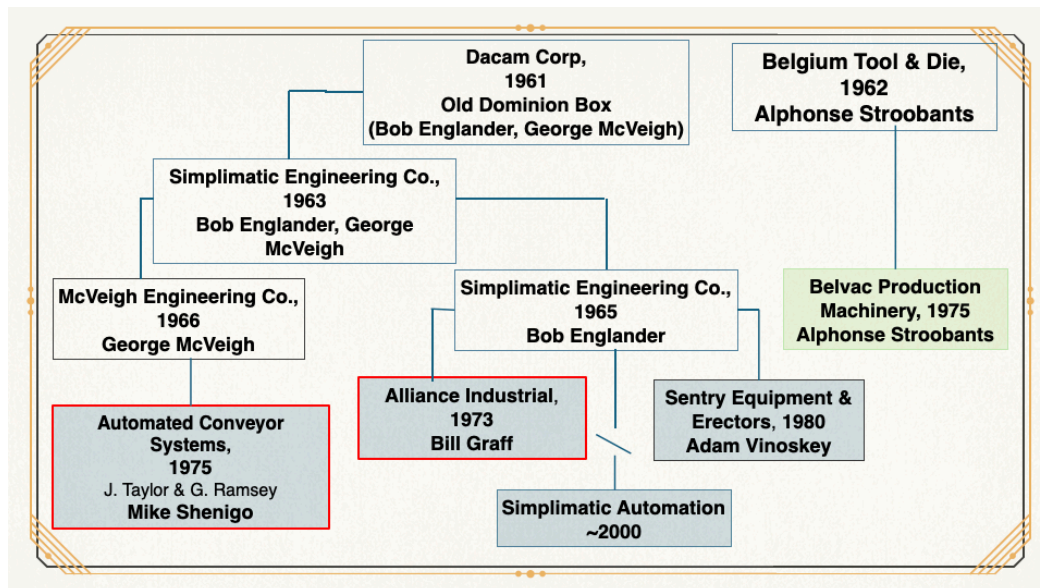 Dacam Corp,
1961
Old Dominion Box
(Bob Englander, George McVeigh)
Belgium Tool & Die,
1962
Alphonse Stroobants
Simplimatic Engineering Co.,
1963
Bob Englander, George
McVeigh
McVeigh Engineering Co.,
1966
George McVeigh
Simplimatic Engineering Co.,
1965
Bob Englander
Belvac Production
Machinery, 1975
Alphonse Stroobants
Automated Conveyor
Systems,
1975
J. Taylor & G. Ramsey
Mike Shenigo
Alliance Industrial,
1973
Bill Graff
Sentry Equipment &
Erectors, 1980
Adam Vinoskey
Simplimatic Automation
~2000